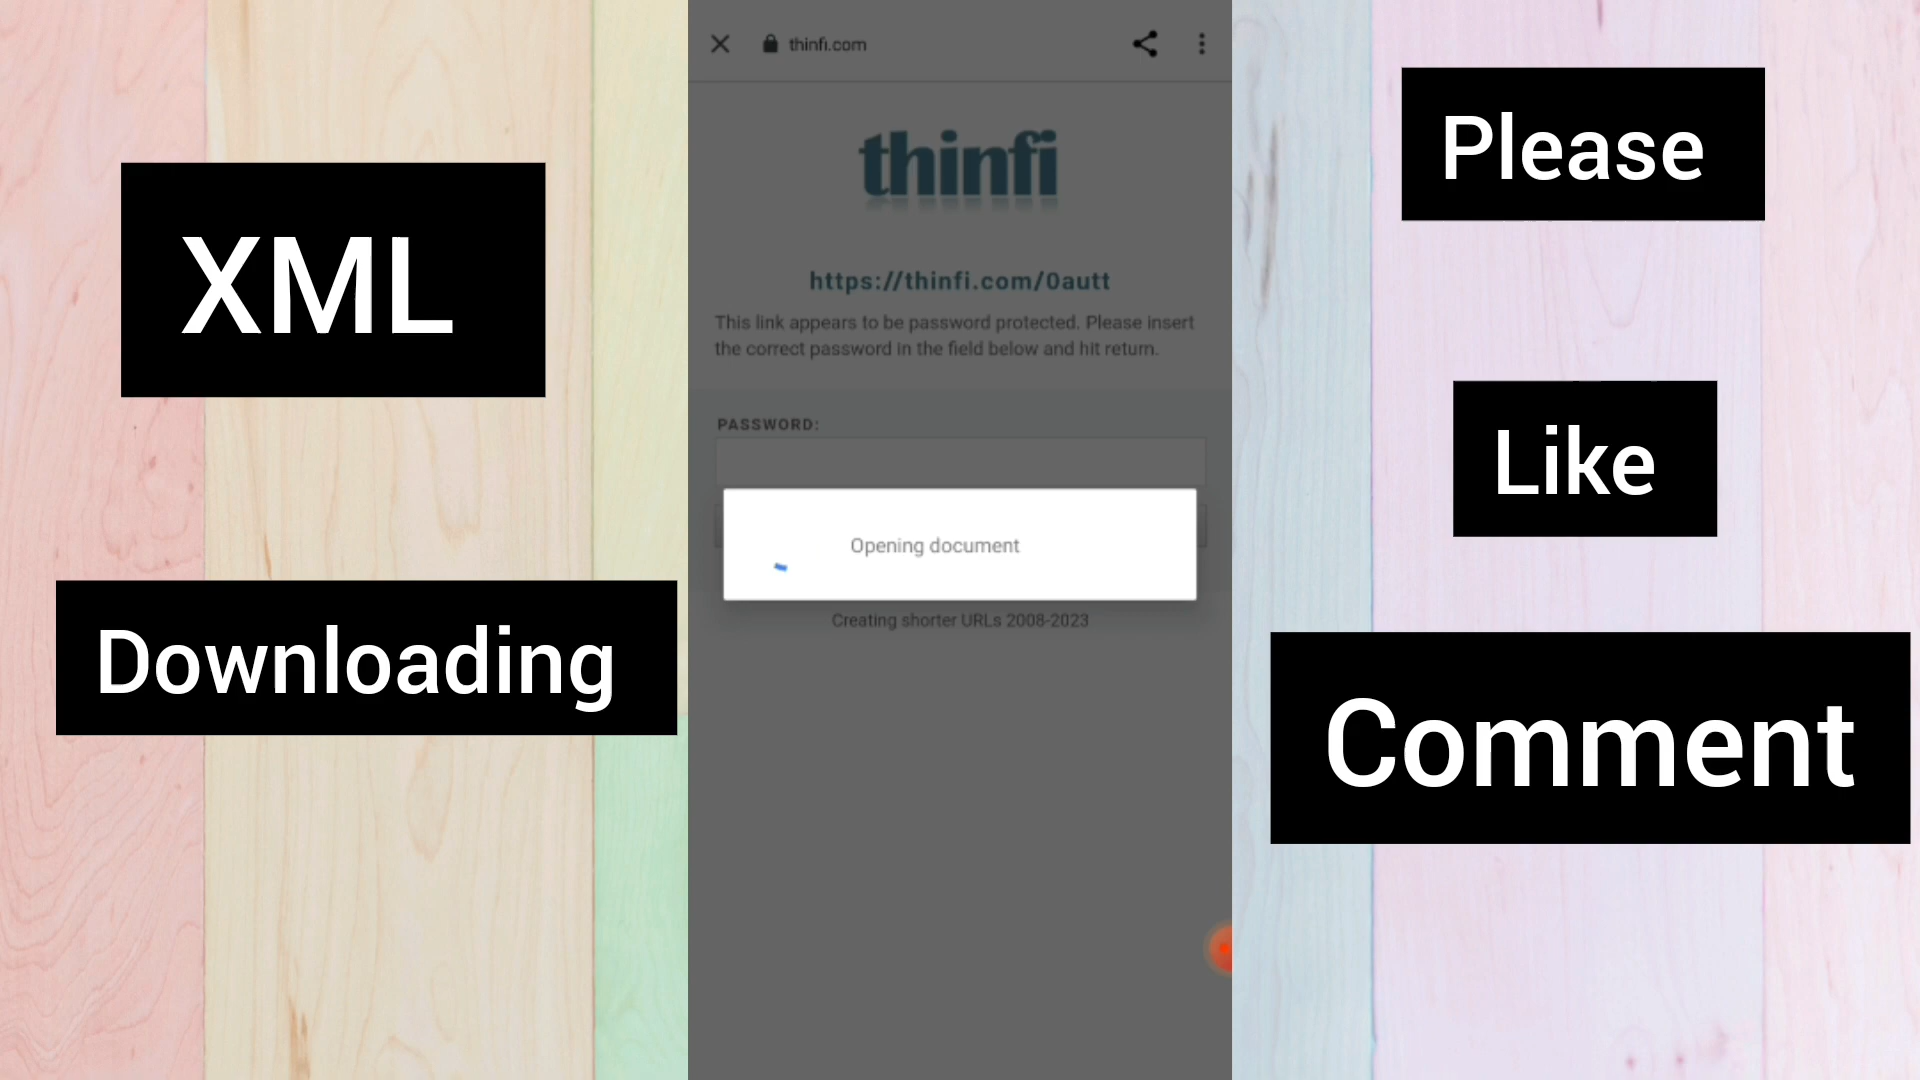 XML
Downloading
thinfi.com
thinfi
https://thinfi.com/0autt
This link appears to be password protected. Please insert
the correct password in the field below and hit return.
PASSWORD:
Opening document
Creating shorter URLs 2008-2023
Please
Like
Comment